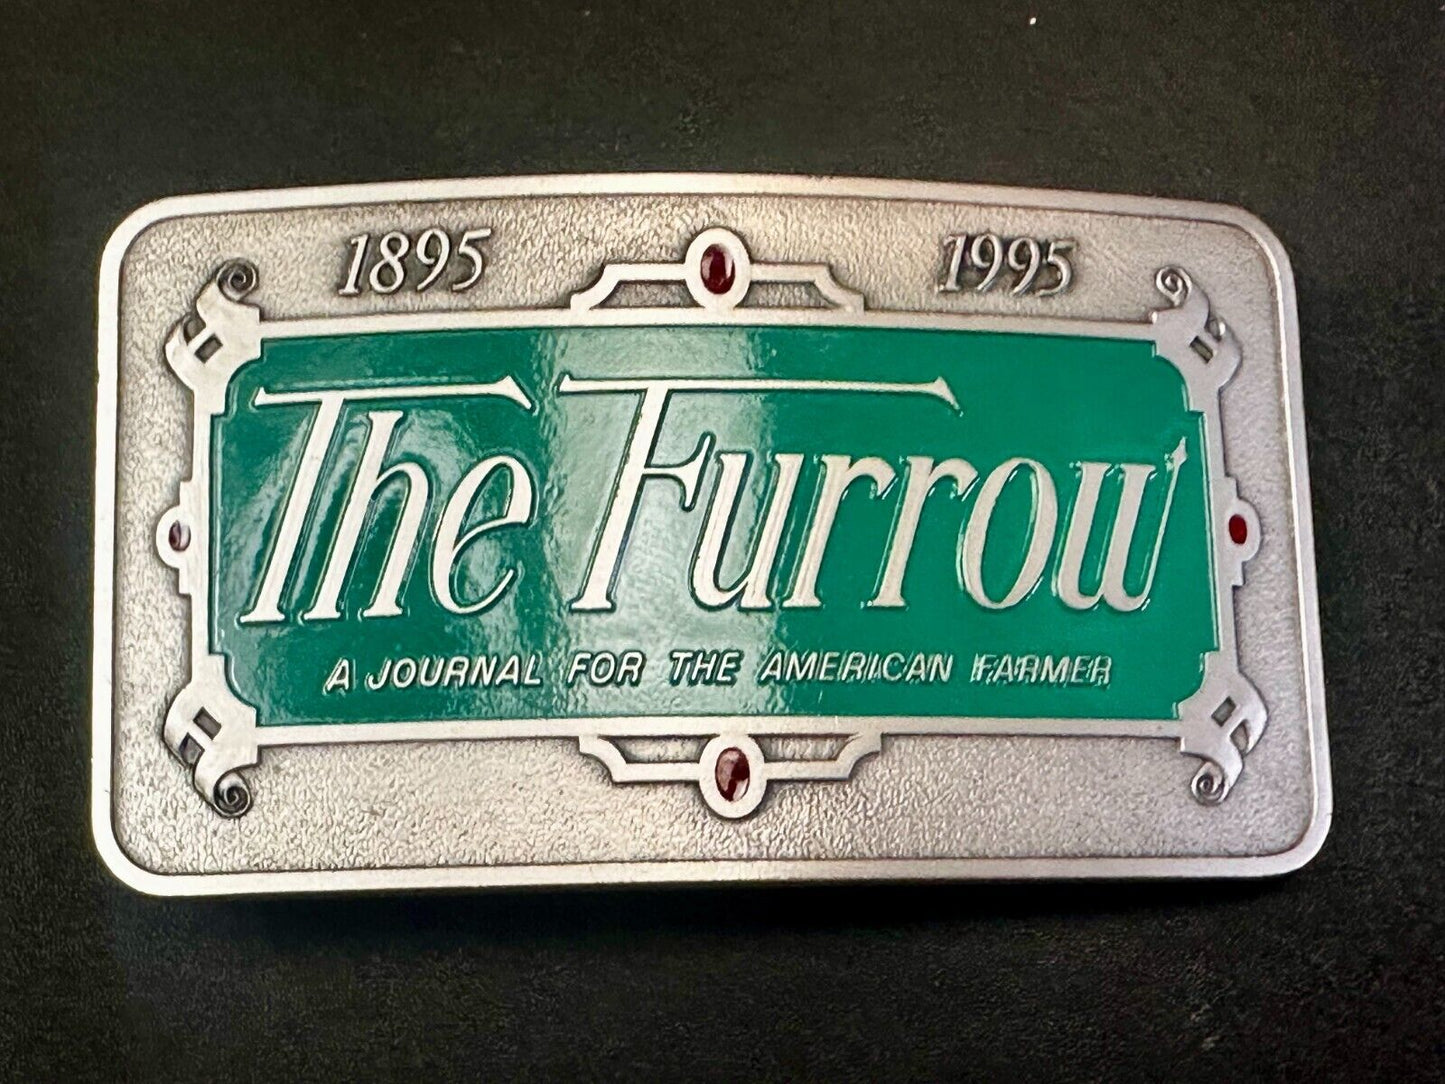 1895 1995
The Furrow
A JOURNAL FOR THE AMERICAN FARMER